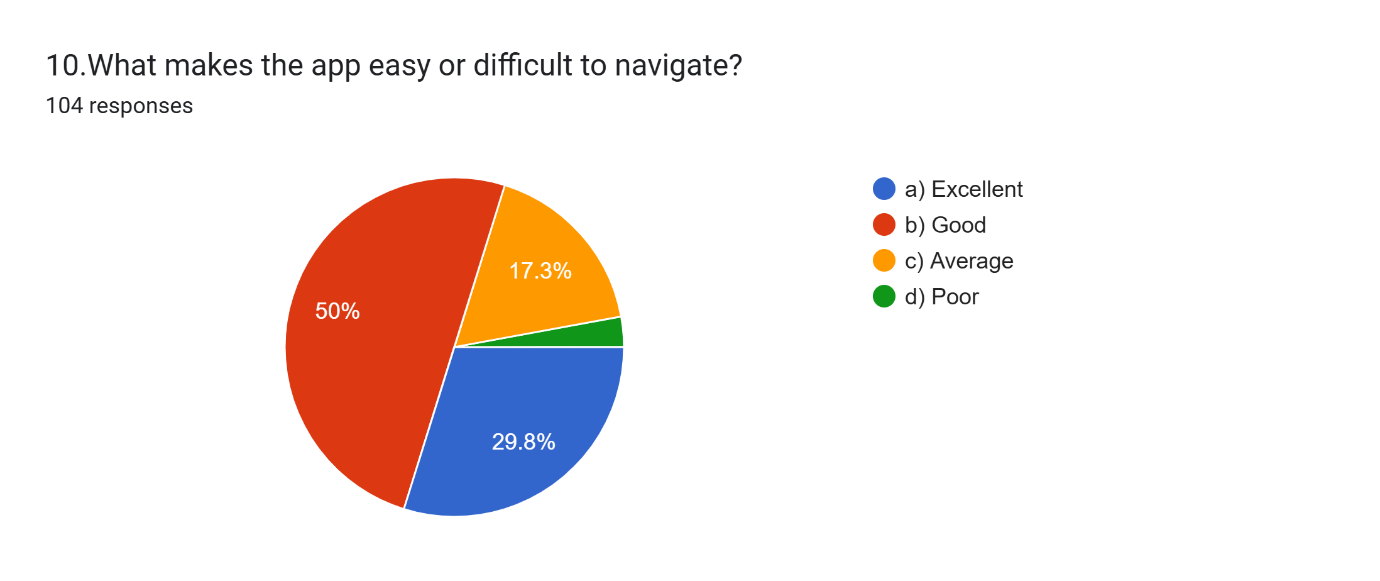 10.What makes the app easy or difficult to navigate?
104 responses
a) Excellent
b) Good
c) Average
d) Poor
17.3%
50%
29.8%